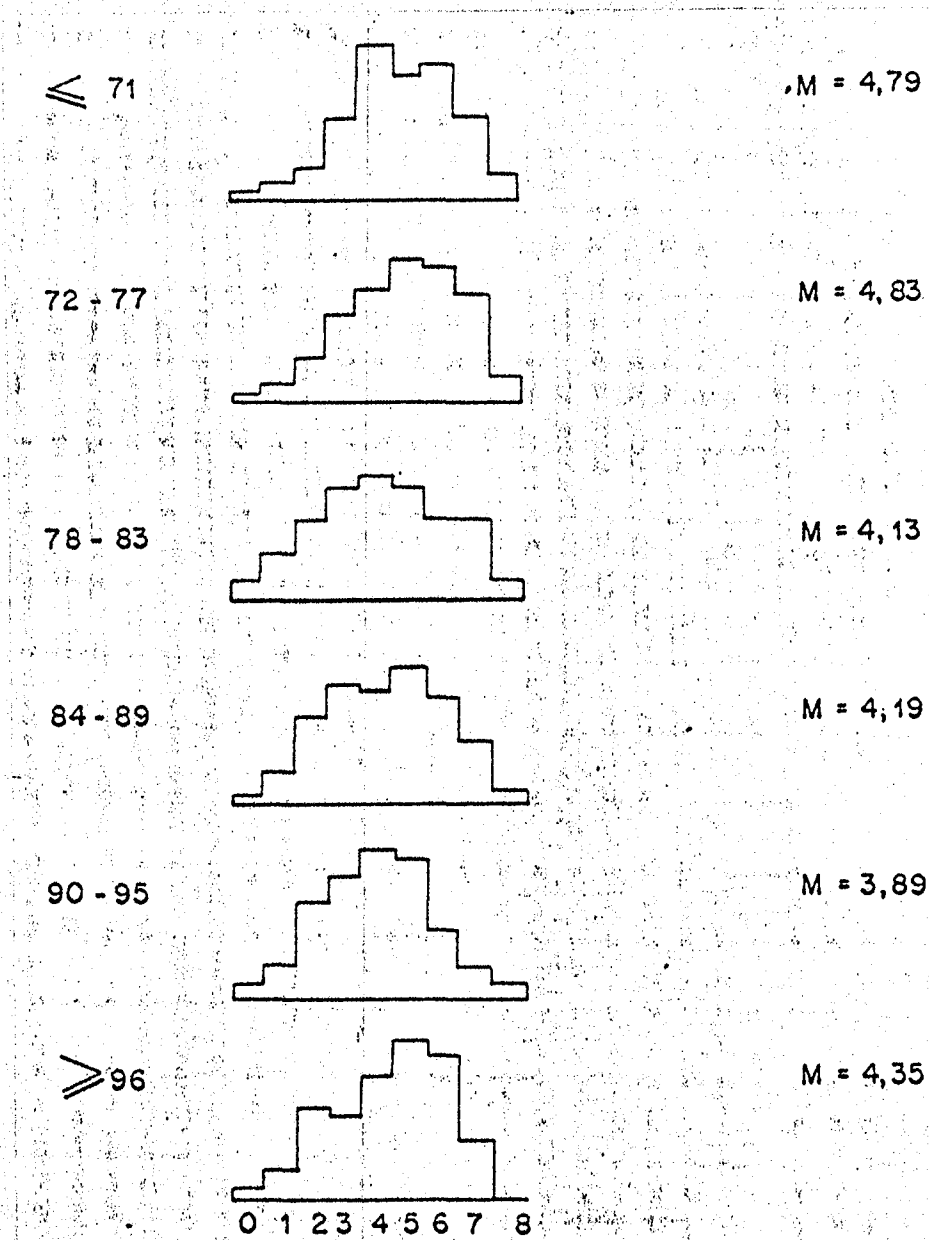 ≤ 71 M = 4,79
72 - 77 M = 4,83
78 - 83 M = 4,13
84 - 89 M = 4,19
90 - 95 M = 3,89
≥ 96 M = 4,35
0 1 2 3 4 5 6 7 8